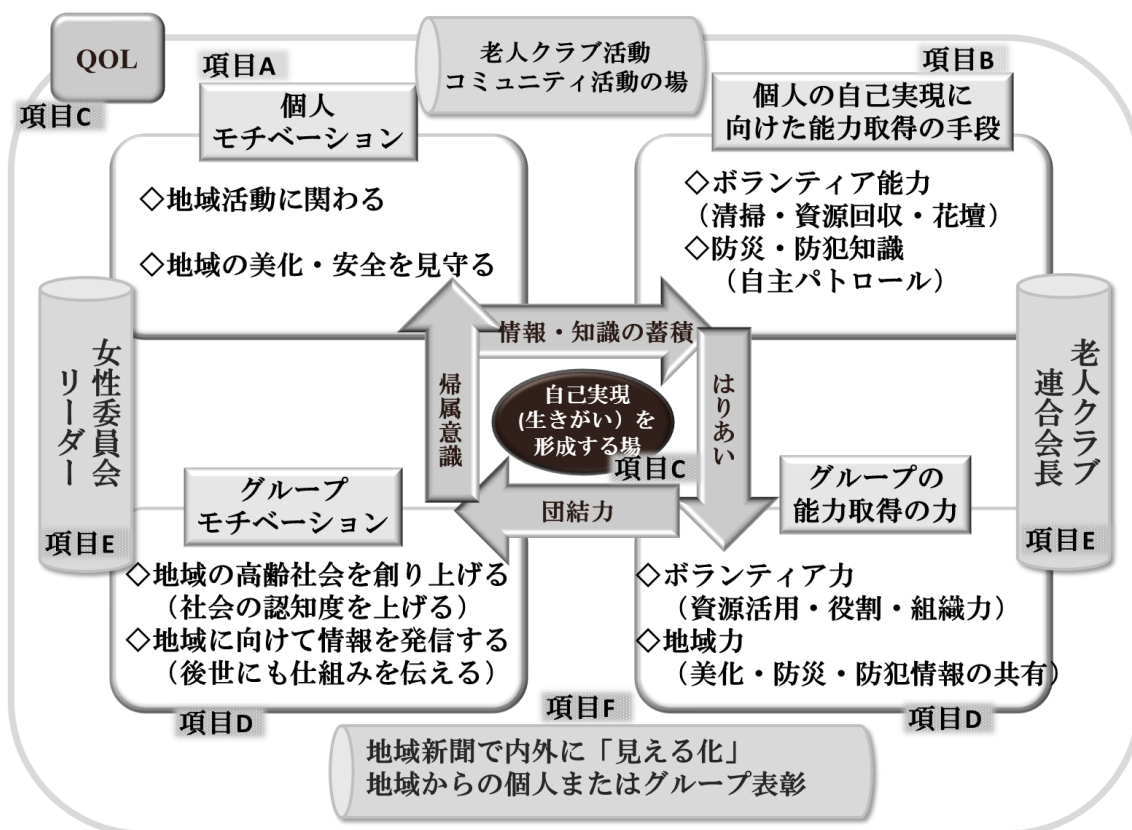 QOL
項目C
項目A
個人
モチベーション
◇地域活動に関わる
◇地域の美化・安全を見守る
老人クラブ活動
コミュニティ活動の場
項目B
個人の自己実現に
向けた能力取得の手段
◇ボランティア能力
（清掃・資源回収・花壇）
◇防災・防犯知識
（自主パトロール）
女性委員会
リーダー
項目E
帰属意識
情報・知識の蓄積
はりあい
団結力
自己実現
(生きがい）を
形成する場
項目C
老人クラブ
連合会長
項目E
グループ
モチベーション
◇地域の高齢社会を創り上げる
（社会の認知度を上げる）
◇地域に向けて情報を発信する
（後世にも仕組みを伝える）
項目D
グループの
能力取得の力
◇ボランティア力
（資源活用・役割・組織力）
◇地域力
（美化・防災・防犯情報の共有）
項目D
項目F
地域新聞で内外に「見える化」
地域からの個人またはグループ表彰